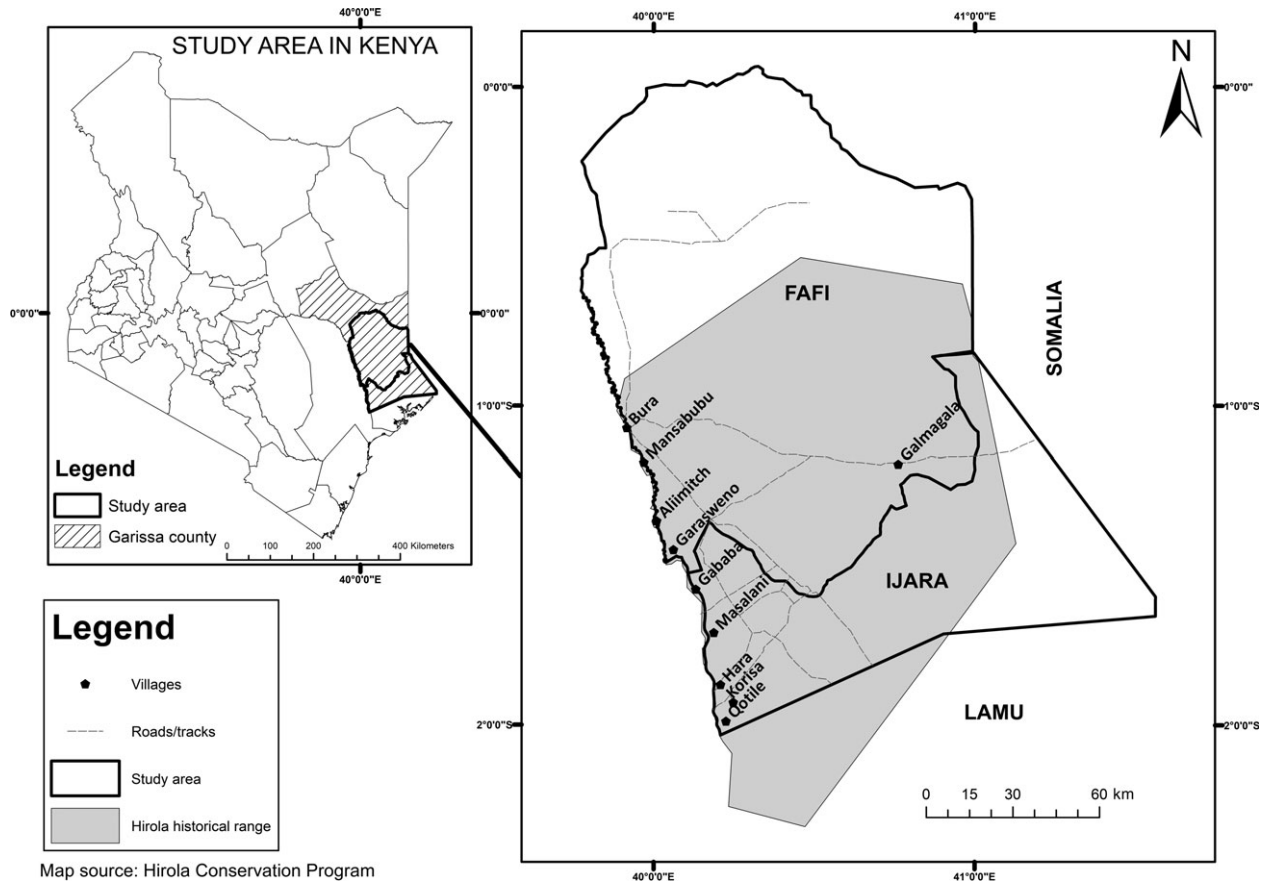 40°0'0"E
STUDY AREA IN KENYA
0°0'0"
0°0'0"
Legend
Study area
Garissa county
0 100 200 400 Kilometers
40°0'0"E
Legend
Villages
Roads/tracks
Study area
Hirola historical range
Map source: Hirola Conservation Program
40°0'0"E
41°0'0"E
N
0°0'0"
0°0'0"
FAFI
SOMALIA
1°0'0"S
1°0'0"S
Bura
Mansabubu
Galmagala
Aliimitch
Garasweno
Gababa
IJARA
Masalani
Hara
Korisa
Qotile
LAMU
2°0'0"S
2°0'0"S
0 15 30 60 km
40°0'0"E
41°0'0"E